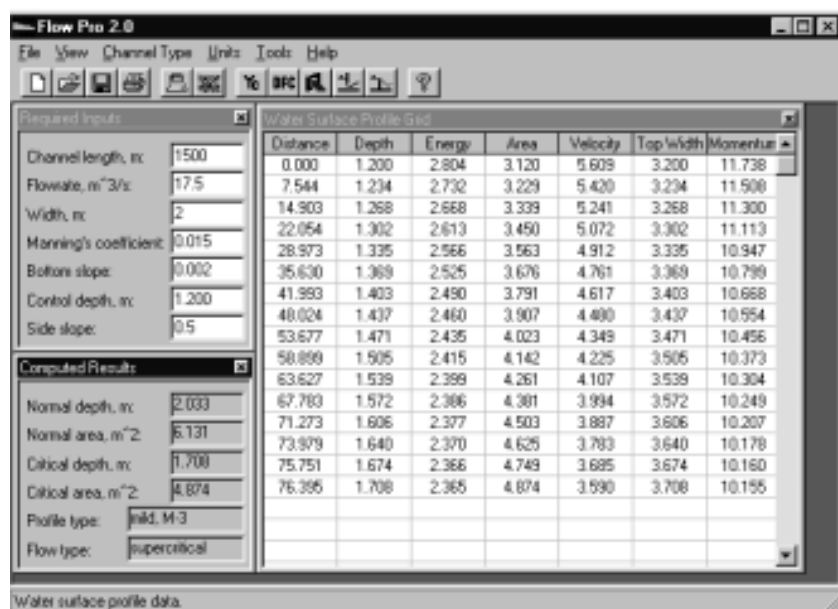 Flow Pro 2.0
File View Channel Type Units Tools Help
Yo BFC
Required Inputs
Channel length, m: 1500
Flowrate, m^3/s: 17.5
Width, m: 2
Manning's coefficient: 0.015
Bottom slope: 0.002
Control depth, m: 1.200
Side slope: 0.5
Computed Results
Normal depth, m: 2.033
Normal area, m^2: 6.131
Critical depth, m: 1.708
Critical area, m^2: 4.874
Profile type: mild, M-3
Flow type: supercritical
Water Surface Profile Grid
Distance Depth Energy Area Velocity Top Width Momentum
0.000 1.200 2.804 3.120 5.609 3.200 11.738
7.544 1.234 2.732 3.229 5.420 3.234 11.508
14.903 1.268 2.668 3.339 5.241 3.268 11.300
22.054 1.302 2.613 3.450 5.072 3.302 11.113
28.973 1.335 2.566 3.563 4.912 3.335 10.947
35.630 1.369 2.525 3.676 4.761 3.369 10.799
41.993 1.403 2.490 3.791 4.617 3.403 10.668
48.024 1.437 2.460 3.907 4.480 3.437 10.554
53.677 1.471 2.435 4.023 4.349 3.471 10.456
58.899 1.505 2.415 4.142 4.225 3.505 10.373
63.627 1.539 2.399 4.261 4.107 3.539 10.304
67.783 1.572 2.386 4.381 3.994 3.572 10.249
71.273 1.606 2.377 4.503 3.887 3.606 10.207
73.979 1.640 2.370 4.625 3.783 3.640 10.178
75.751 1.674 2.366 4.749 3.685 3.674 10.160
76.395 1.708 2.365 4.874 3.590 3.708 10.155
Water surface profile data.